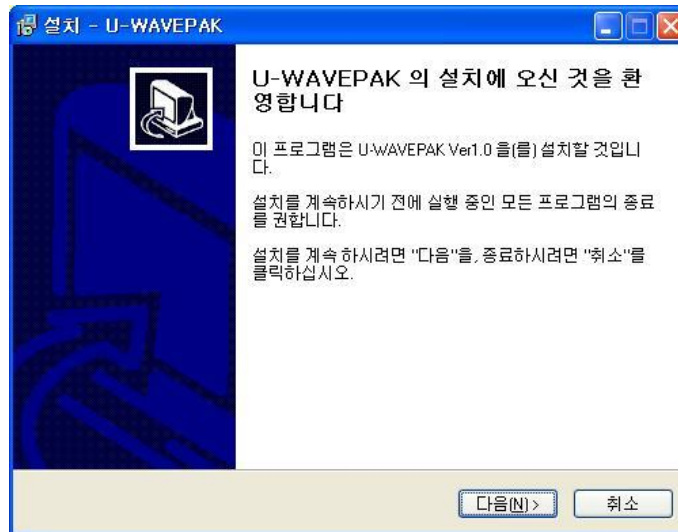 설치 - U-WAVEPAK
U-WAVEPAK 의 설치에 오신 것을 환
영합니다
이 프로그램은 U-WAVEPAK Ver1.0 을(를) 설치할 것입니
다.
설치를 계속하시기 전에 실행 중인 모든 프로그램의 종료
를 권합니다.
설치를 계속 하시려면 "다음"을, 종료하시려면 "취소"를
클릭하십시오.
다음(N) >
취소